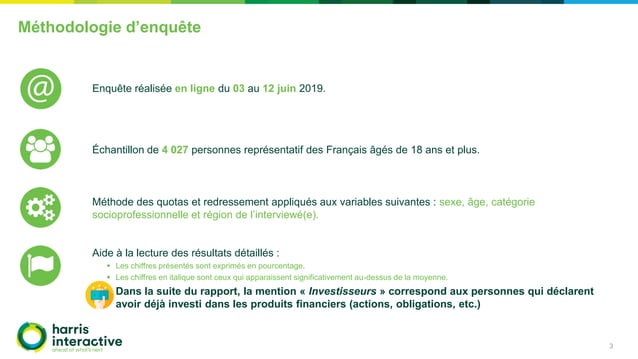 Méthodologie d'enquête
@
Enquête réalisée en ligne du 03 au 12 juin 2019.
Échantillon de 4 027 personnes représentatif des Français âgés de 18 ans et plus.
Méthode des quotas et redressement appliqués aux variables suivantes : sexe, âge, catégorie
socioprofessionnelle et région de l'interviewé(e).
Aide à la lecture des résultats détaillés :
▪ Les chiffres présentés sont exprimés en pourcentage.
▪ Les chiffres en italique sont ceux qui apparaissent significativement au-dessus de la moyenne.
Dans la suite du rapport, la mention « Investisseurs » correspond aux personnes qui déclarent
avoir déjà investi dans les produits financiers (actions, obligations, etc.)
harris
interactive
ahead of what's next
3